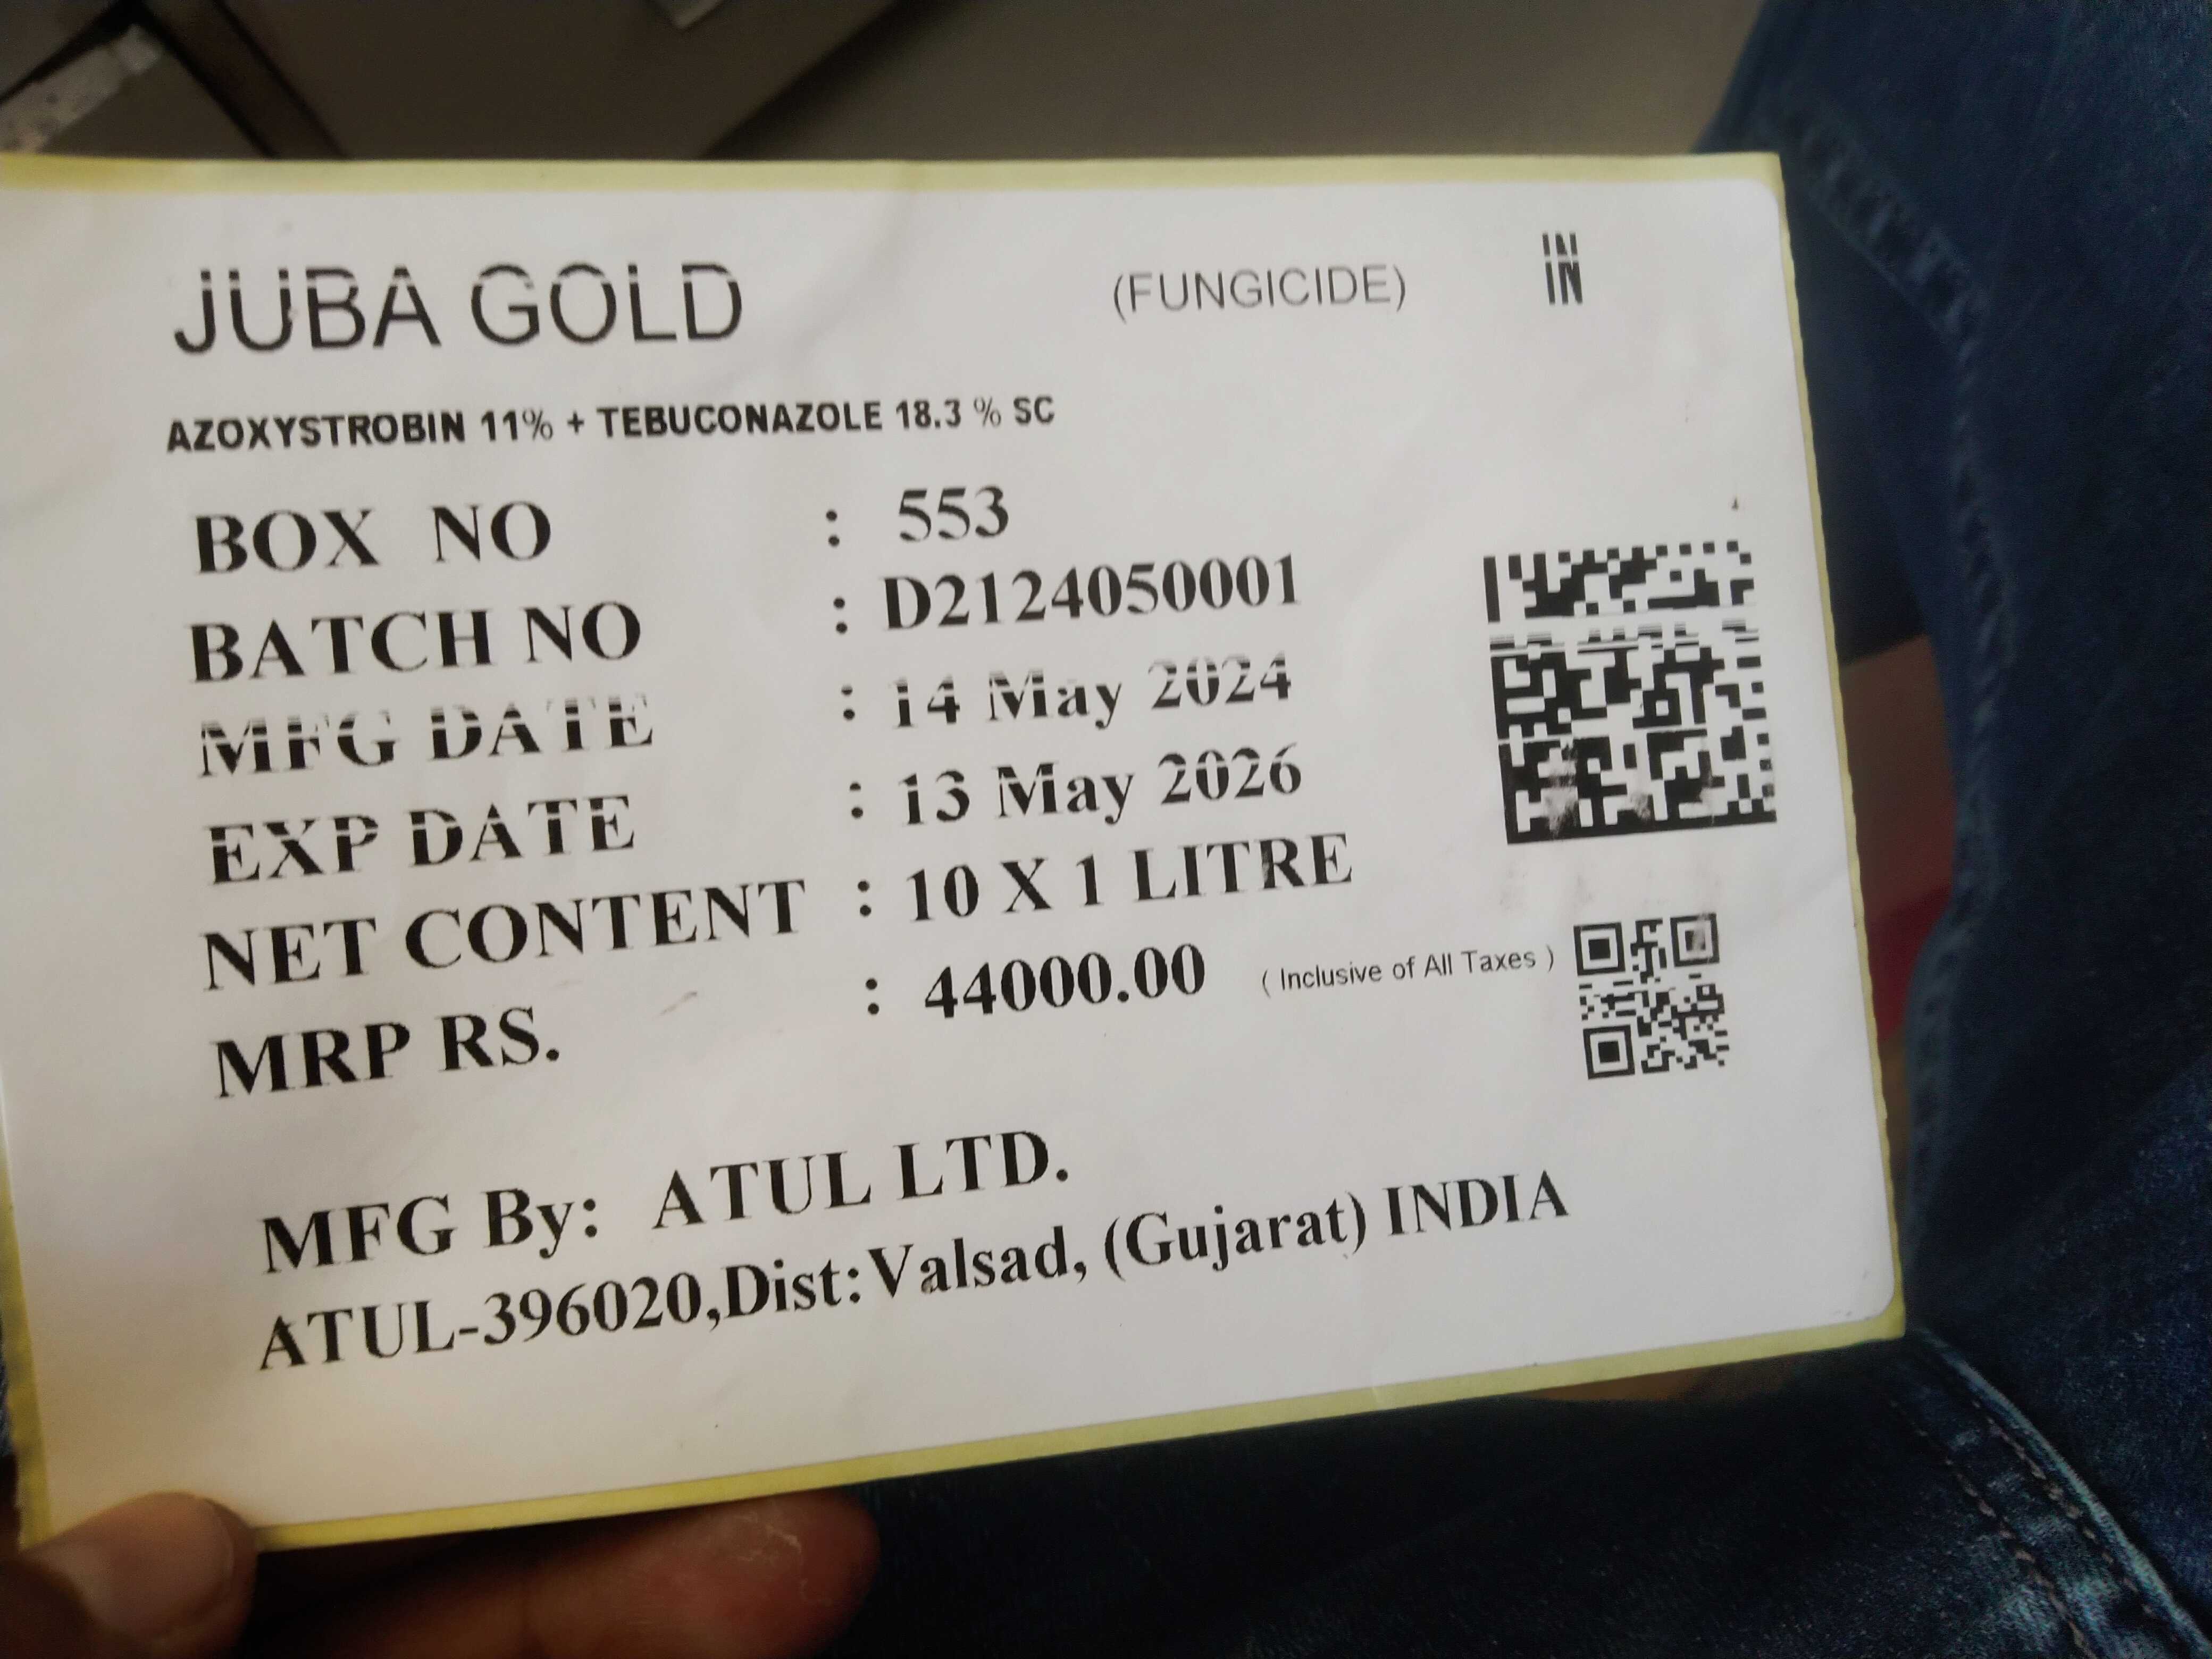 JUBA GOLD (FUNGICIDE) IN
AZOXYSTROBIN 11% + TEBUCONAZOLE 18.3 % SC
BOX NO : 553
BATCH NO : D2124050001
MFG DATE : 14 May 2024
EXP DATE : 13 May 2026
NET CONTENT : 10 X 1 LITRE
MRP RS. : 44000.00 ( Inclusive of All Taxes )
MFG By: ATUL LTD.
ATUL-396020,Dist:Valsad, (Gujarat) INDIA